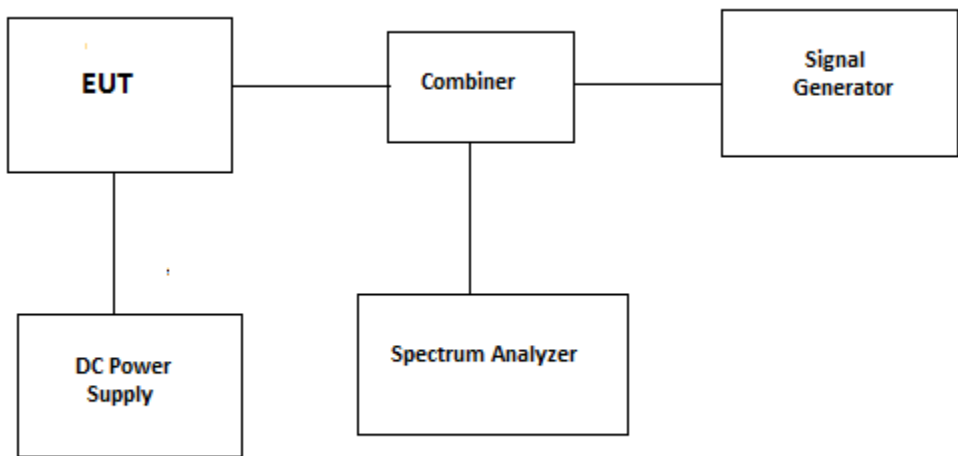 EUT
Combiner
Signal
Generator
DC Power
Supply
Spectrum Analyzer